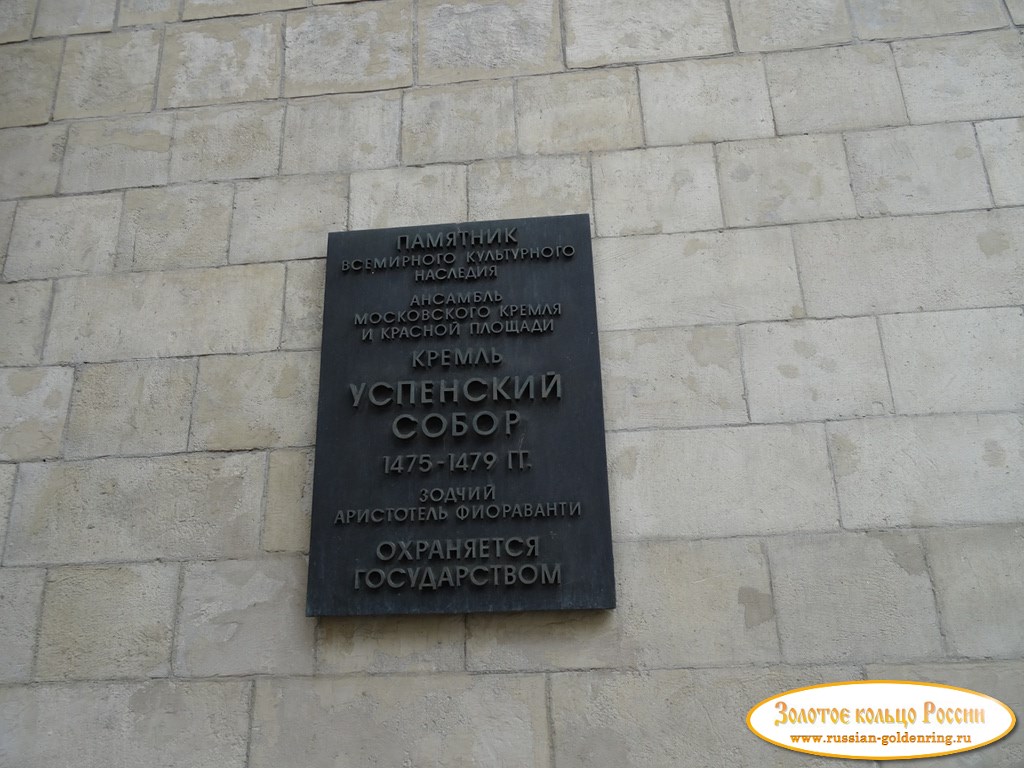 ПАМЯТНИК
ВСЕМИРНОГО КУЛЬТУРНОГО
НАСЛЕДИЯ
АНСАМБЛЬ
МОСКОВСКОГО КРЕМЛЯ
И КРАСНОЙ ПЛОЩАДИ
КРЕМЛЬ
УСПЕНСКИЙ
СОБОР
1475-1479 ГГ.
ЗОДЧИЙ
АРИСТОТЕЛЬ ФИОРАВАНТИ
ОХРАНЯЕТСЯ
ГОСУДАРСТВОМ
Золотое кольцо России
www.russian-goldenring.ru